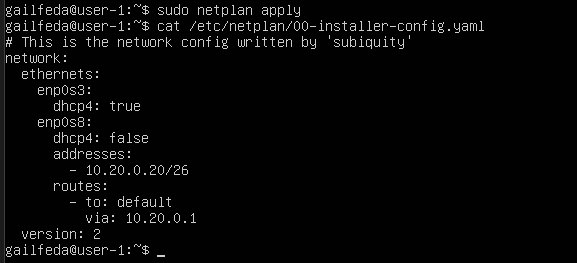 gailfeda@user-1:~$ sudo netplan apply
gailfeda@user-1:~$ cat /etc/netplan/00-installer-config.yaml
# This is the network config written by 'subiquity'
network:
  ethernets:
    enp0s3:
      dhcp4: true
    enp0s8:
      dhcp4: false
      addresses:
        - 10.20.0.20/26
      routes:
        - to: default
          via: 10.20.0.1
  version: 2
gailfeda@user-1:~$ _